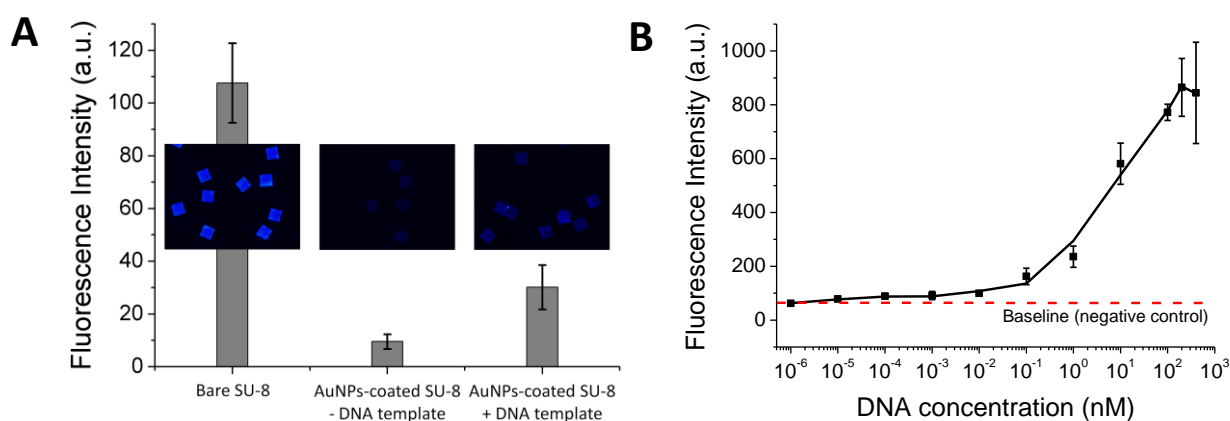 A
Fluorescence Intensity (a.u.)
120
100
80
60
40
20
0
Bare SU-8
AuNPs-coated SU-8
- DNA template
AuNPs-coated SU-8
+ DNA template
B
Fluorescence Intensity (a.u.)
1000
800
600
400
200
0
Baseline (negative control)
10⁻⁶ 10⁻⁵ 10⁻⁴ 10⁻³ 10⁻² 10⁻¹ 10⁰ 10¹ 10² 10³
DNA concentration (nM)